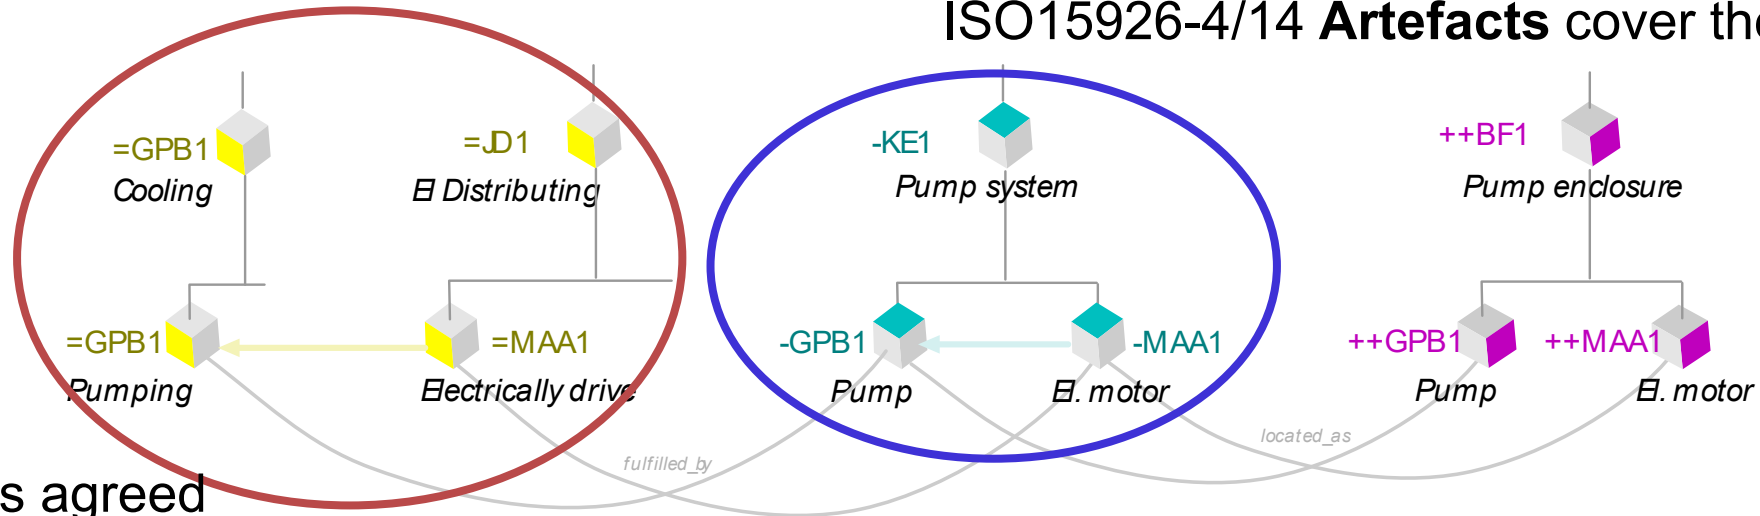 ISO15926-4/14 Artefacts cover the
=GPB1
Cooling
=JD1
El Distributing
-KE1
Pump system
++BF1
Pump enclosure
=GPB1
Pumping
=MAA1
Electrically drive
-GPB1
Pump
-MAA1
El. motor
++GPB1
Pump
++MAA1
El. motor
fulfilled_by
located_as
s agreed